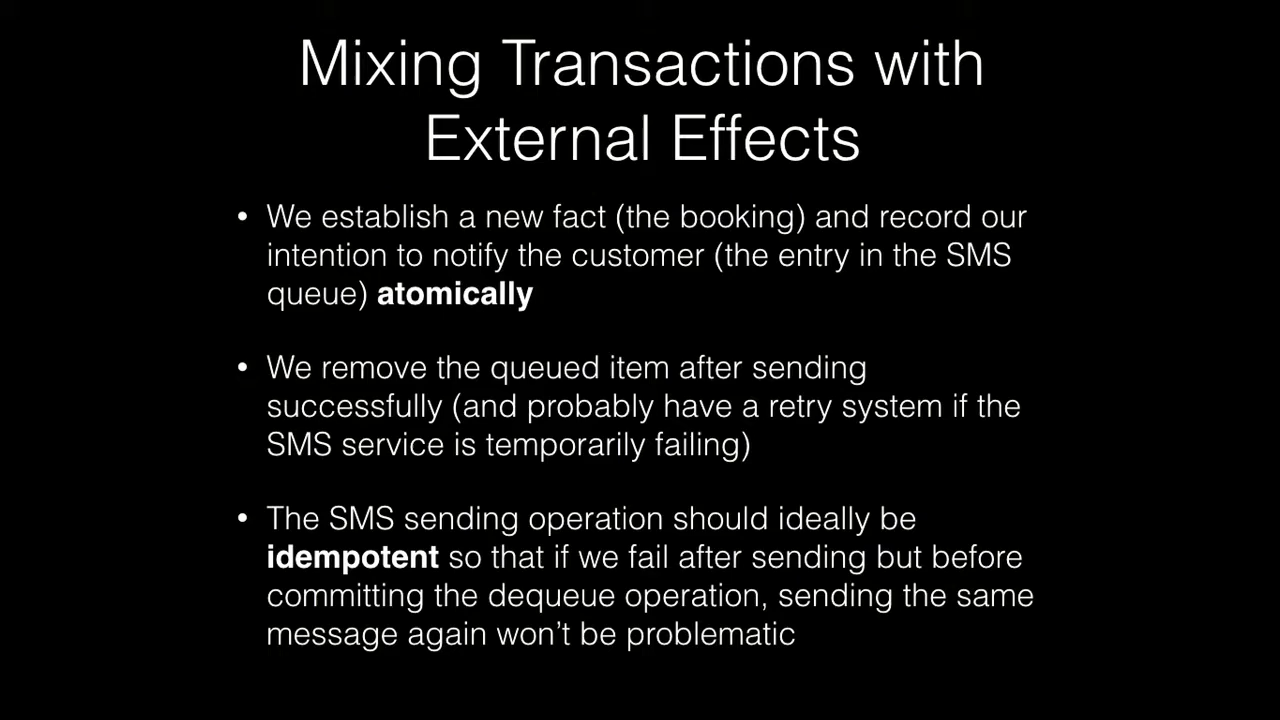 Mixing Transactions with
External Effects
• We establish a new fact (the booking) and record our
intention to notify the customer (the entry in the SMS
queue) atomically
• We remove the queued item after sending
successfully (and probably have a retry system if the
SMS service is temporarily failing)
• The SMS sending operation should ideally be
idempotent so that if we fail after sending but before
committing the dequeue operation, sending the same
message again won’t be problematic